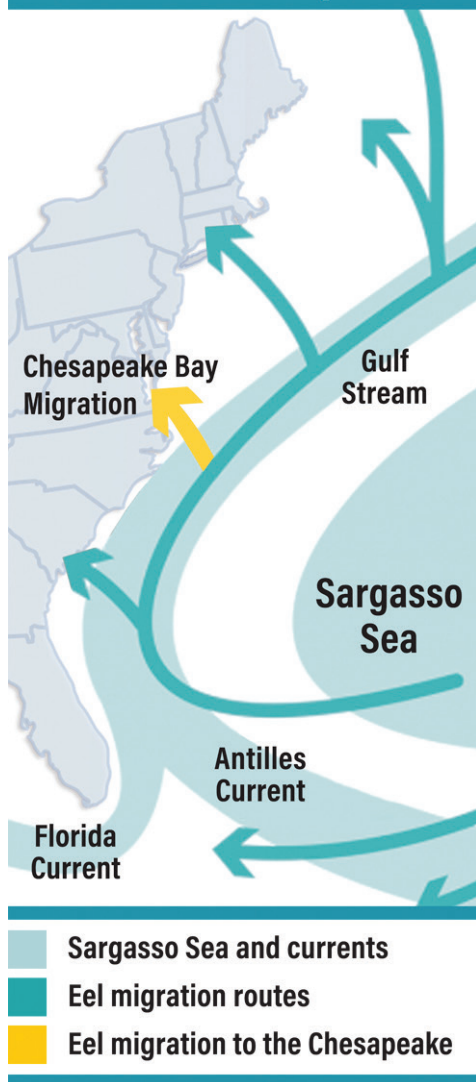 Chesapeake Bay
Migration
Gulf
Stream
Sargasso
Sea
Antilles
Current
Florida
Current
Sargasso Sea and currents
Eel migration routes
Eel migration to the Chesapeake